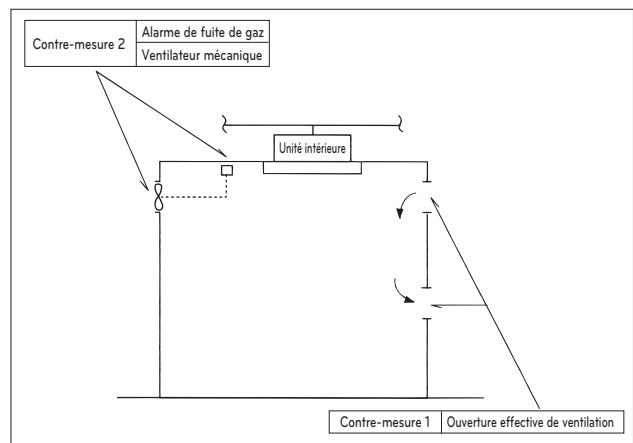 Contre-mesure 2
Alarme de fuite de gaz
Ventilateur mécanique
Unité intérieure
Contre-mesure 1
Ouverture effective de ventilation